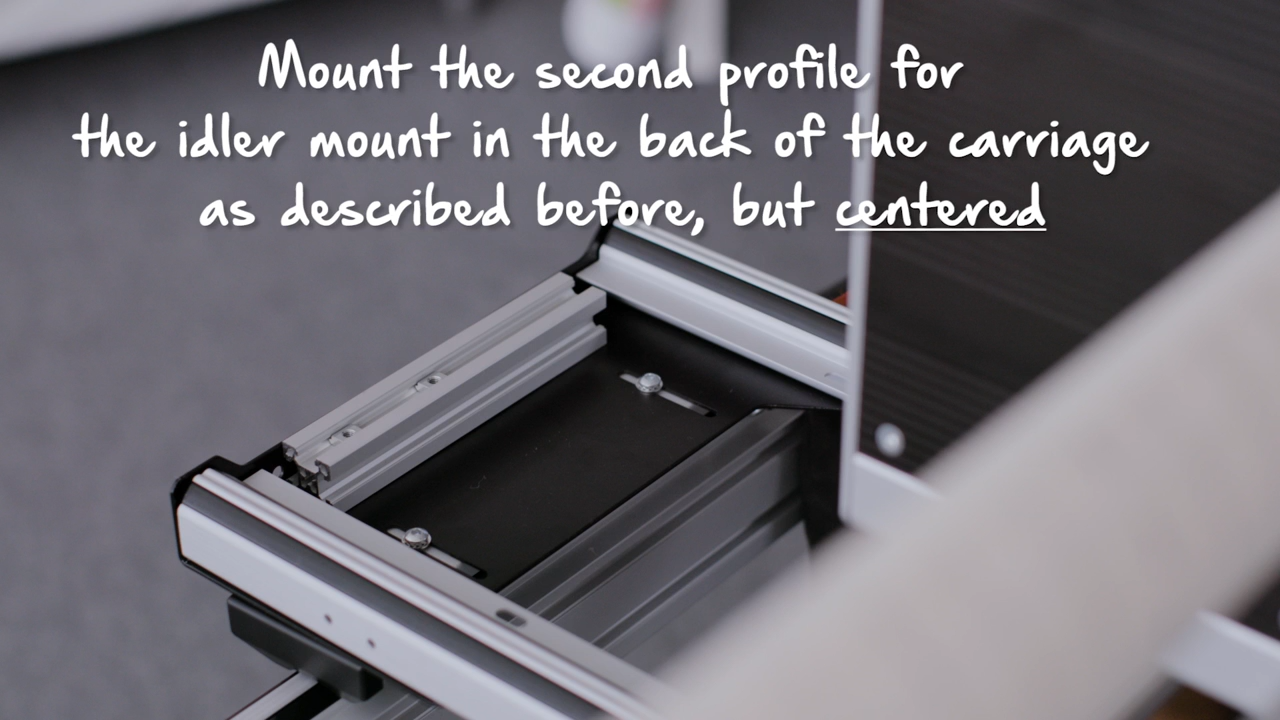 Mount the second profile for
the idler mount in the back of the carriage
as described before, but centered